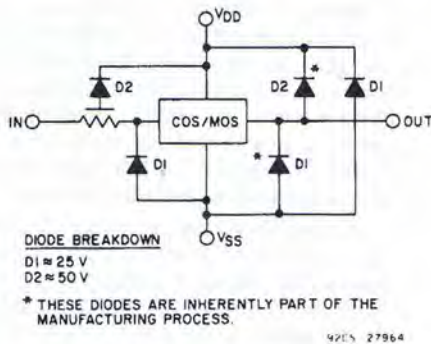 VDD
D2
D2
*
D1
IN
COS/MOS
OUT
D1
*
D1
VSS
DIODE BREAKDOWN
D1 ≈ 25 V
D2 ≈ 50 V
* THESE DIODES ARE INHERENTLY PART OF THE
MANUFACTURING PROCESS.
92CS 27964